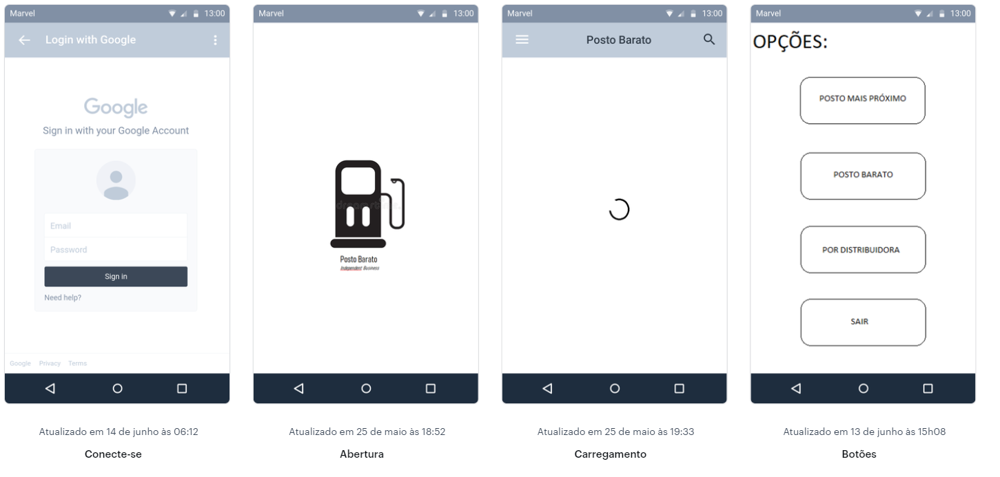 Marvel 13:00
Login with Google
Google
Sign in with your Google Account
Email
Password
Sign in
Need help?
Google Privacy Terms
Atualizado em 14 de junho às 06:12
Conecte-se
Marvel 13:00
Posto Barato
Independent Business
Atualizado em 25 de maio às 18:52
Abertura
Marvel 13:00
Posto Barato
Atualizado em 25 de maio às 19:33
Carregamento
Marvel 13:00
OPÇÕES:
POSTO MAIS PRÓXIMO
POSTO BARATO
POR DISTRIBUIDORA
SAIR
Atualizado em 13 de junho às 15h08
Botões